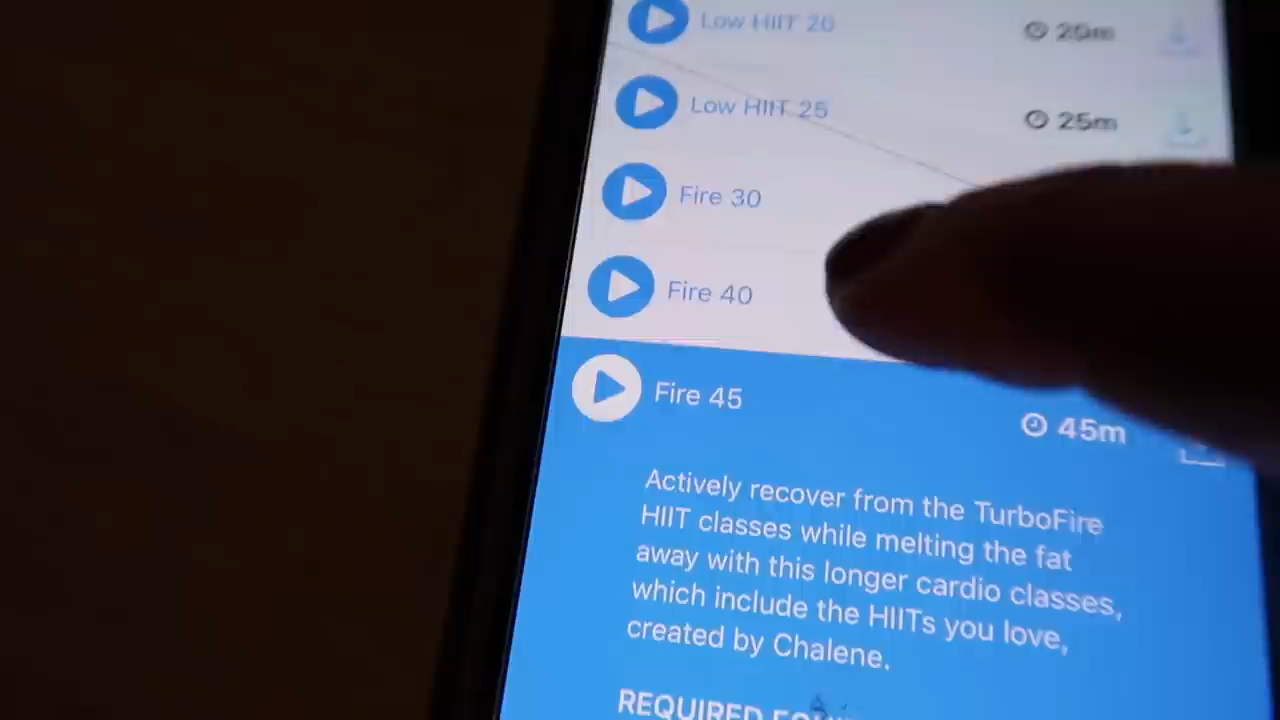 Low HIIT 20 20m
Low HIIT 25 25m
Fire 30
Fire 40
Fire 45 45m
Actively recover from the TurboFire
HIIT classes while melting the fat
away with this longer cardio classes,
which include the HIITs you love,
created by Chalene.
REQUIRED